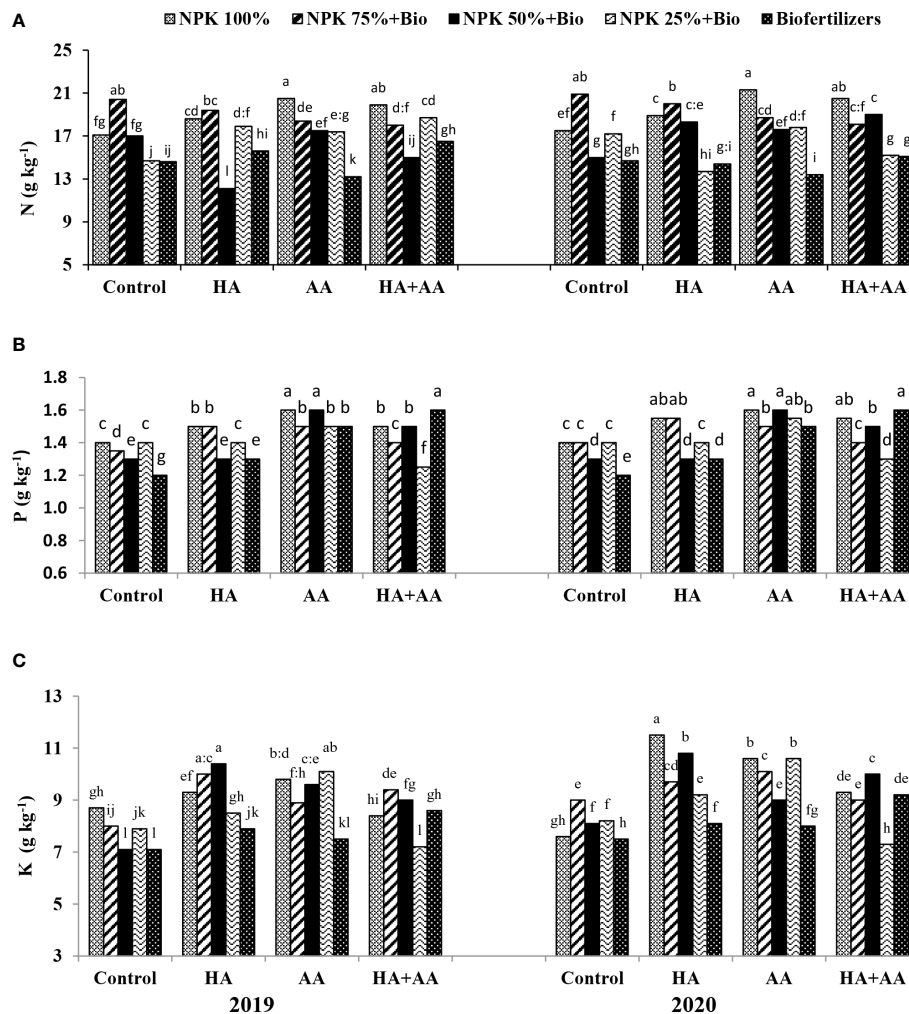 A
NPK 100% NPK 75%+Bio NPK 50%+Bio NPK 25%+Bio Biofertilizers
N (g kg-1)
25
21
17
13
9
5
fg ab fg j ij
cd bc l d:f hi
a de ef e:g k
ab d:f ij cd gh
ef ab g f gh
c b c:e hi g:i
a cd ef d:f i
ab c:f c g g
Control HA AA HA+AA Control HA AA HA+AA
B
P (g kg-1)
1.8
1.6
1.4
1.2
1.0
0.8
0.6
c d e c g
b b e c e
a b a b b
b c b f a
c c d c e
ab ab d c d
a b a ab b
ab c b d a
Control HA AA HA+AA Control HA AA HA+AA
C
K (g kg-1)
13
11
9
7
5
3
gh ij l jk l
ef a:c a gh jk
b:d f:h c:e ab kl
hi de fg l gh
gh e f f h
a cd b e f
b c e b fg
de e c h de
Control HA AA HA+AA Control HA AA HA+AA
2019 2020